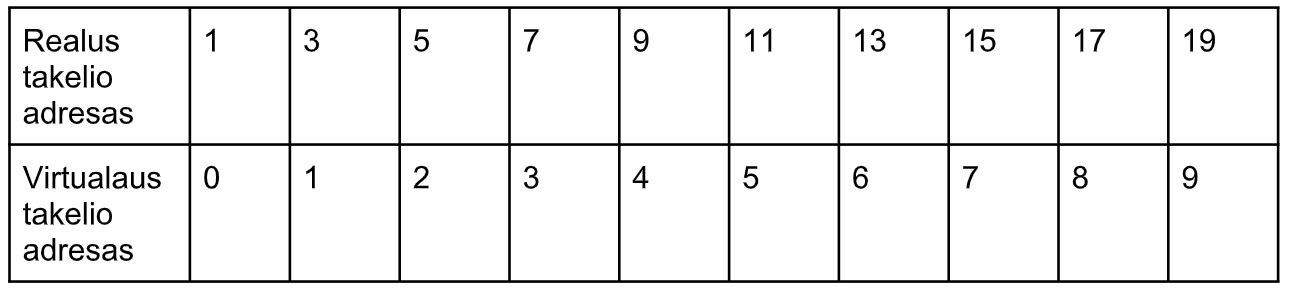 Realus takelio adresas 1 3 5 7 9 11 13 15 17 19
Virtualaus takelio adresas 0 1 2 3 4 5 6 7 8 9